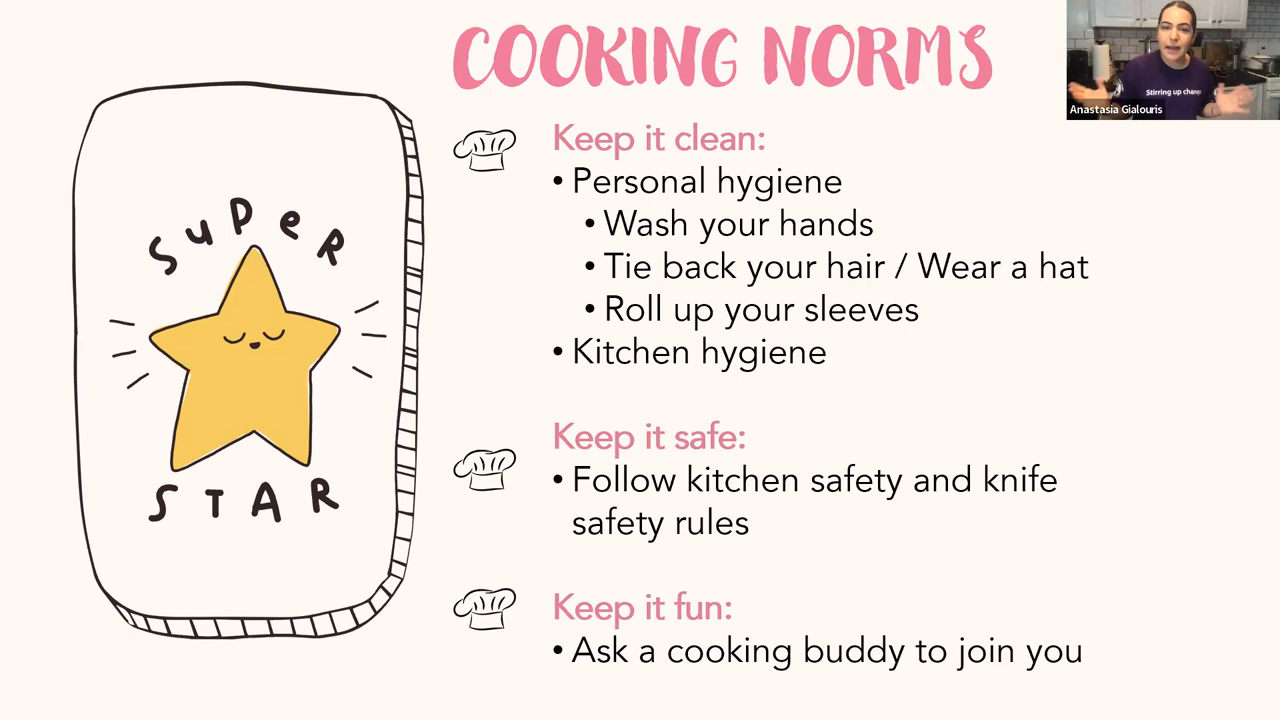 COOKING NORMS
Keep it clean:
• Personal hygiene
• Wash your hands
• Tie back your hair / Wear a hat
• Roll up your sleeves
• Kitchen hygiene
Keep it safe:
• Follow kitchen safety and knife
safety rules
Keep it fun:
• Ask a cooking buddy to join you
SUPER
STAR
Stirring up change
Anastasia Gialouris